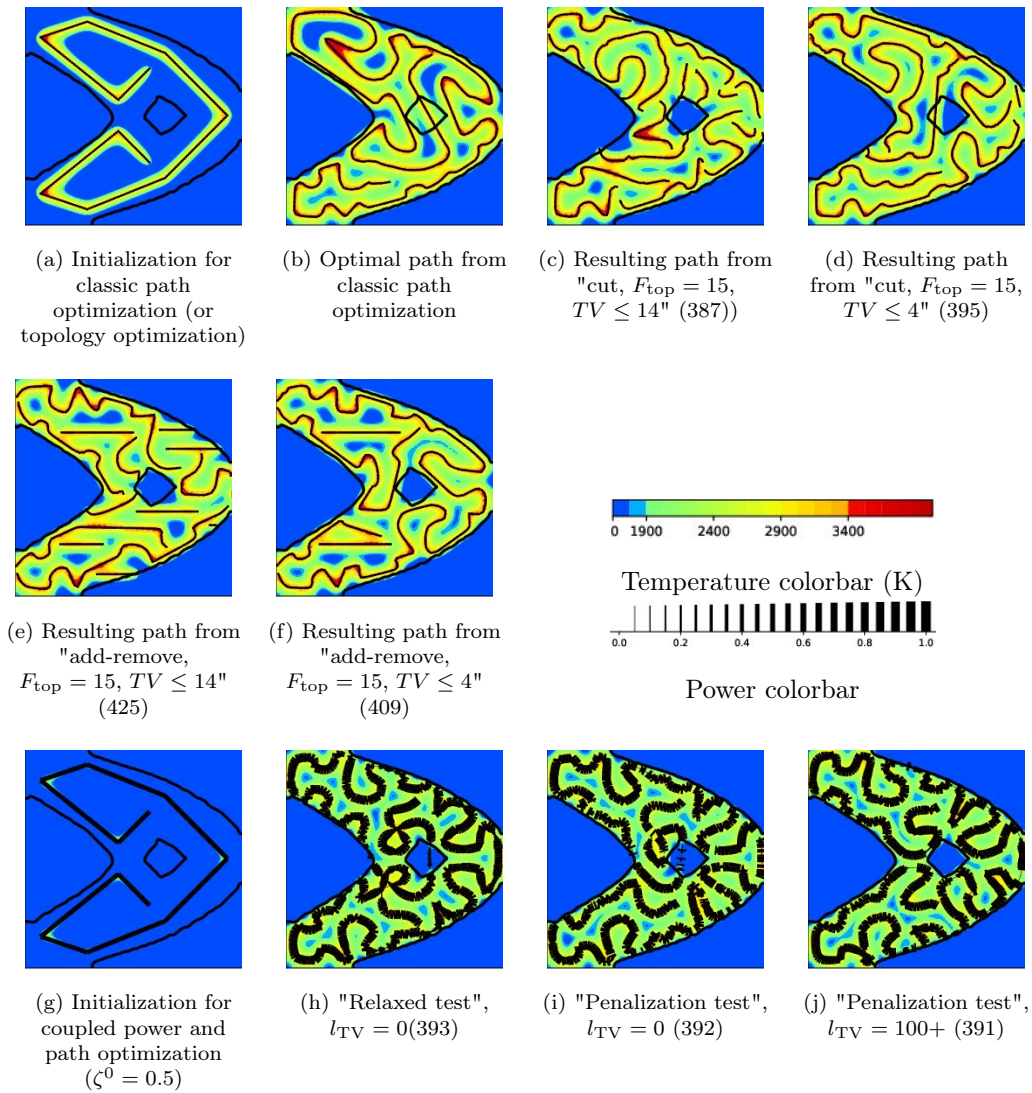 (a) Initialization for
classic path
optimization (or
topology optimization)
(b) Optimal path from
classic path
optimization
(c) Resulting path from
"cut, F_top = 15,
TV ≤ 14" (387))
(d) Resulting path
from "cut, F_top = 15,
TV ≤ 4" (395)
(e) Resulting path from
"add-remove,
F_top = 15, TV ≤ 14"
(425)
(f) Resulting path from
"add-remove,
F_top = 15, TV ≤ 4"
(409)
0 1900 2400 2900 3400
Temperature colorbar (K)
0.0 0.2 0.4 0.6 0.8 1.0
Power colorbar
(g) Initialization for
coupled power and
path optimization
(ζ⁰ = 0.5)
(h) "Relaxed test",
l_TV = 0(393)
(i) "Penalization test",
l_TV = 0 (392)
(j) "Penalization test",
l_TV = 100+ (391)